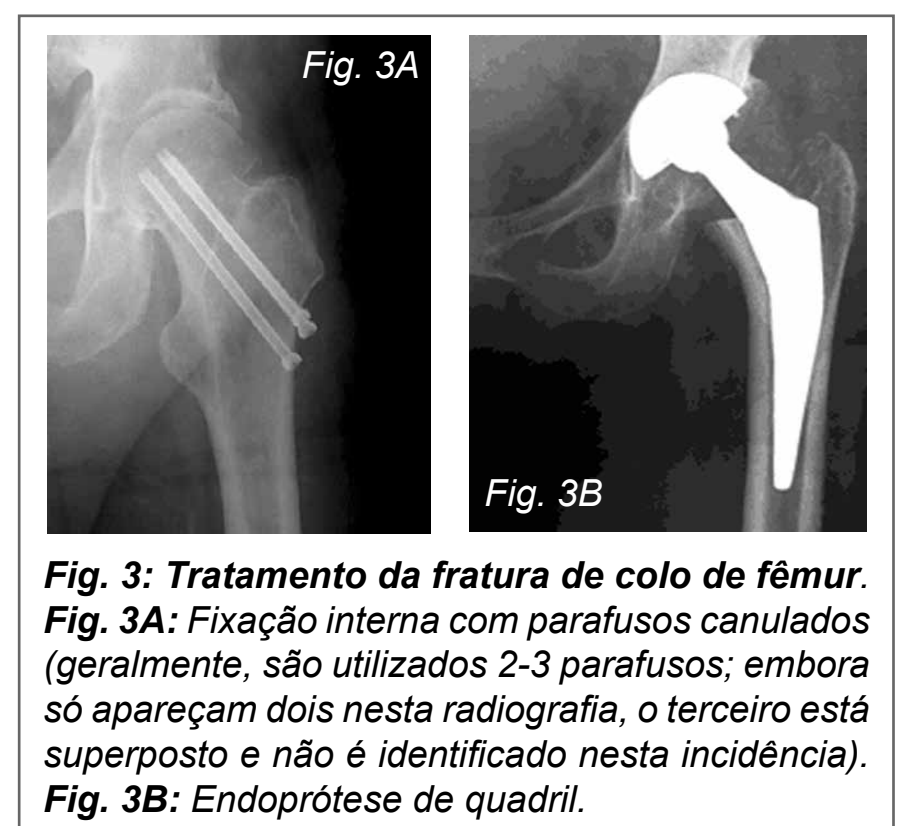 Fig. 3A
Fig. 3B
Fig. 3: Tratamento da fratura de colo de fêmur.
Fig. 3A: Fixação interna com parafusos canulados
(geralmente, são utilizados 2-3 parafusos; embora
só apareçam dois nesta radiografia, o terceiro está
superposto e não é identificado nesta incidência).
Fig. 3B: Endoprótese de quadril.